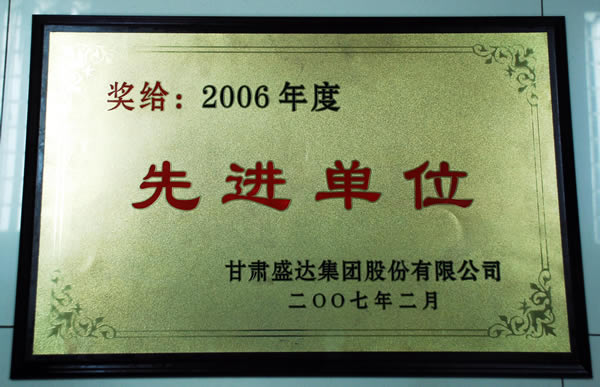 奖给：2006年度
先进单位
甘肃盛达集团股份有限公司
二〇〇七年二月